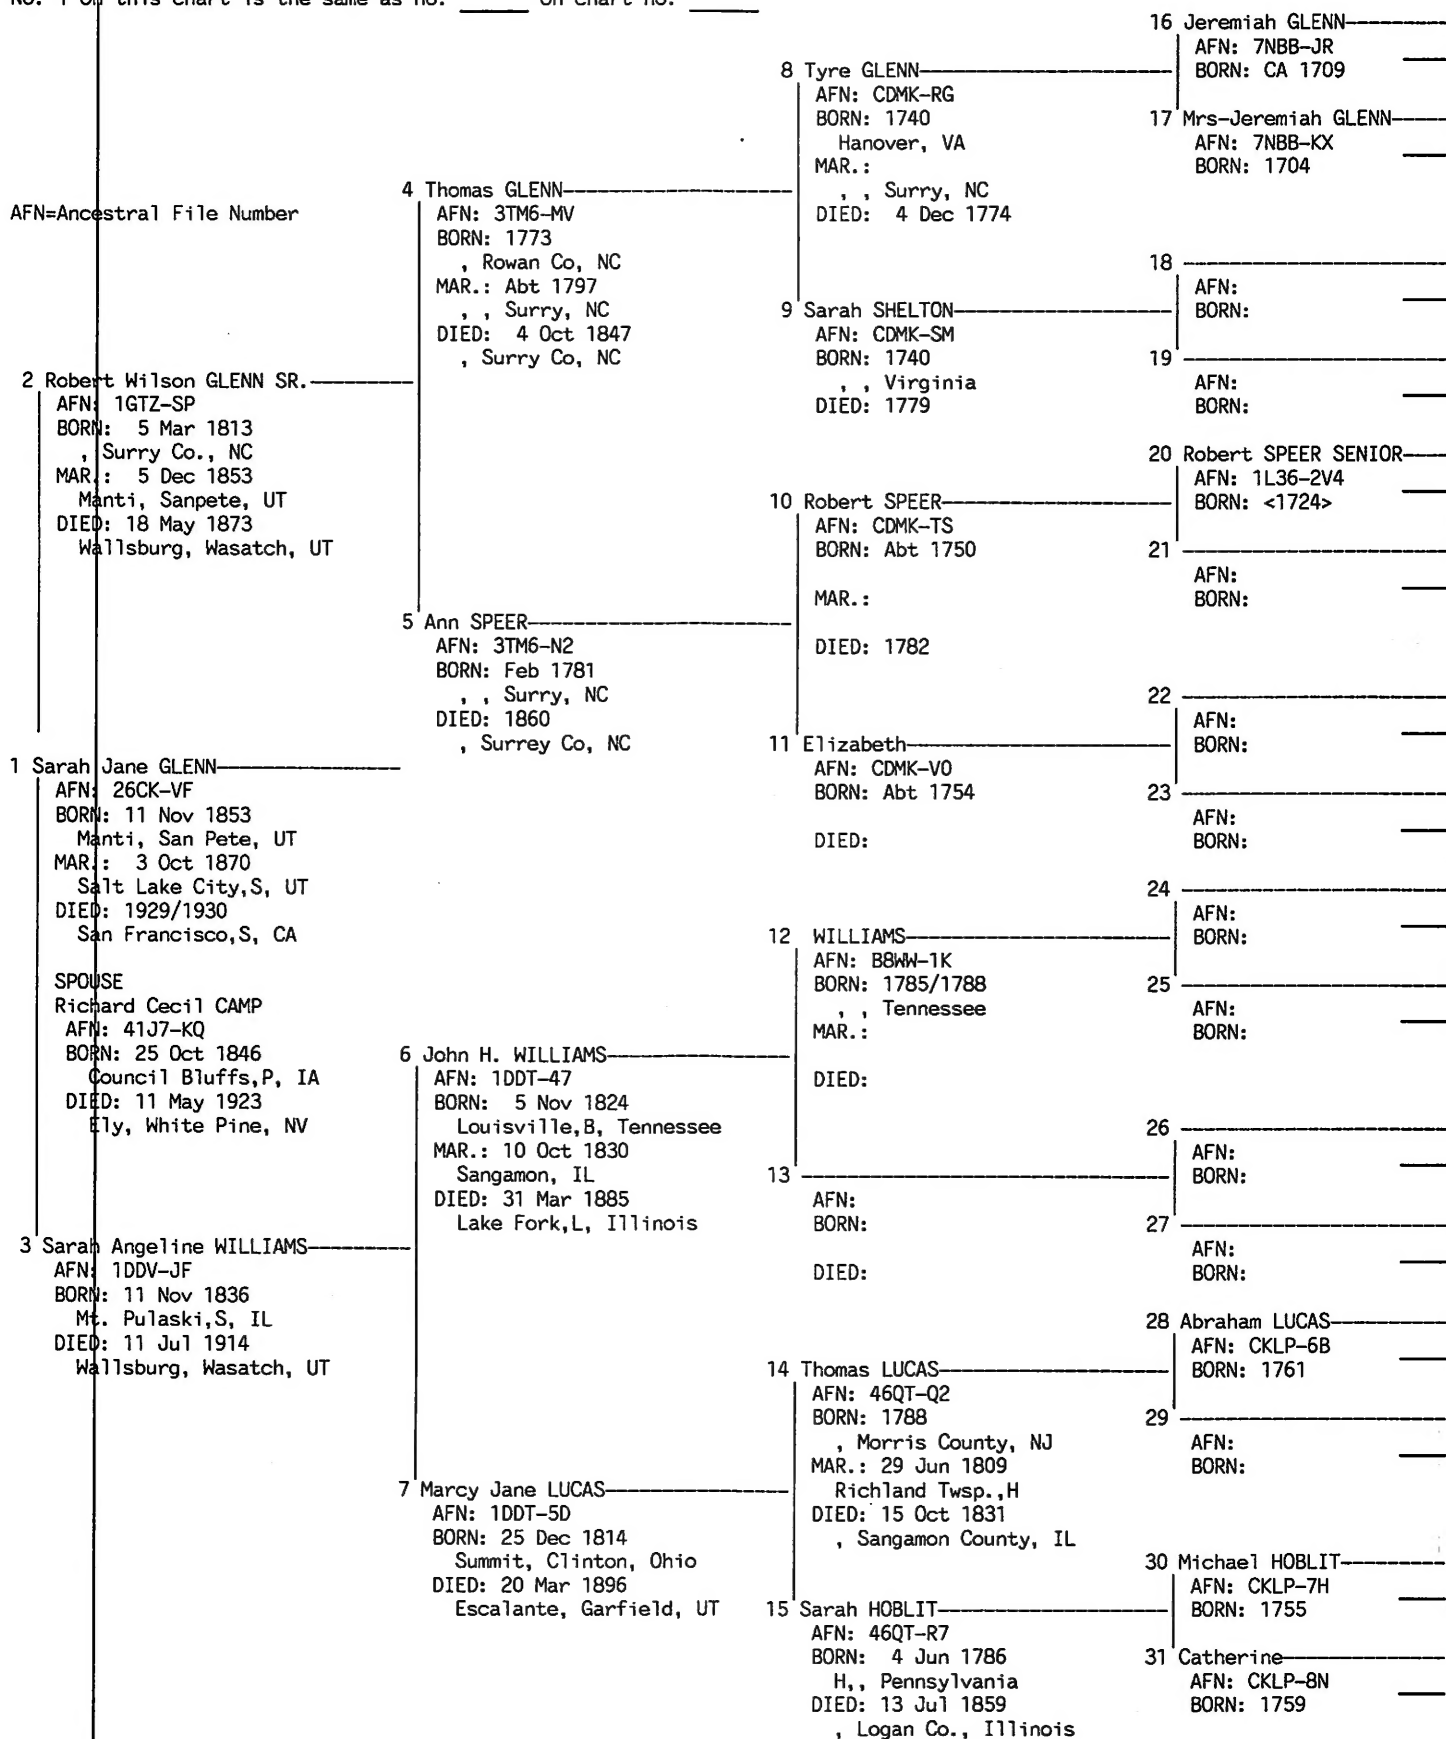 No. 1 on this chart is the same as no. ______ on chart no. ______
16 Jeremiah GLENN
AFN: 7NBB-JR
BORN: CA 1709
8 Tyre GLENN
AFN: CDMK-RG
BORN: 1740
Hanover, VA
MAR.:
, , Surry, NC
DIED: 4 Dec 1774
17 Mrs-Jeremiah GLENN
AFN: 7NBB-KX
BORN: 1704
4 Thomas GLENN
AFN: 3TM6-MV
BORN: 1773
, Rowan Co, NC
MAR.: Abt 1797
, , Surry, NC
DIED: 4 Oct 1847
, Surry Co, NC
AFN=Ancestral File Number
18
AFN:
BORN:
9 Sarah SHELTON
AFN: CDMK-SM
BORN: 1740
, , Virginia
DIED: 1779
19
AFN:
BORN:
2 Robert Wilson GLENN SR.
AFN: 1GTZ-SP
BORN: 5 Mar 1813
, Surry Co., NC
MAR.: 5 Dec 1853
Manti, Sanpete, UT
DIED: 18 May 1873
Wallsburg, Wasatch, UT
20 Robert SPEER SENIOR
AFN: 1L36-2V4
BORN: <1724>
10 Robert SPEER
AFN: CDMK-TS
BORN: Abt 1750
MAR.:
DIED: 1782
21
AFN:
BORN:
5 Ann SPEER
AFN: 3TM6-N2
BORN: Feb 1781
, , Surry, NC
DIED: 1860
, Surrey Co, NC
22
AFN:
BORN:
11 Elizabeth
AFN: CDMK-V0
BORN: Abt 1754
DIED:
23
AFN:
BORN:
1 Sarah Jane GLENN
AFN: 26CK-VF
BORN: 11 Nov 1853
Manti, San Pete, UT
MAR.: 3 Oct 1870
Salt Lake City,S, UT
DIED: 1929/1930
San Francisco,S, CA
SPOUSE
Richard Cecil CAMP
AFN: 41J7-KQ
BORN: 25 Oct 1846
Council Bluffs,P, IA
DIED: 11 May 1923
Ely, White Pine, NV
24
AFN:
BORN:
12 WILLIAMS
AFN: B8WW-1K
BORN: 1785/1788
, , Tennessee
MAR.:
DIED:
25
AFN:
BORN:
6 John H. WILLIAMS
AFN: 1DDT-47
BORN: 5 Nov 1824
Louisville,B, Tennessee
MAR.: 10 Oct 1830
Sangamon, IL
DIED: 31 Mar 1885
Lake Fork,L, Illinois
26
AFN:
BORN:
13
AFN:
BORN:
DIED:
27
AFN:
BORN:
3 Sarah Angeline WILLIAMS
AFN: 1DDV-JF
BORN: 11 Nov 1836
Mt. Pulaski,S, IL
DIED: 11 Jul 1914
Wallsburg, Wasatch, UT
28 Abraham LUCAS
AFN: CKLP-6B
BORN: 1761
14 Thomas LUCAS
AFN: 46QT-Q2
BORN: 1788
, Morris County, NJ
MAR.: 29 Jun 1809
Richland Twsp.,H
DIED: 15 Oct 1831
, Sangamon County, IL
29
AFN:
BORN:
7 Marcy Jane LUCAS
AFN: 1DDT-5D
BORN: 25 Dec 1814
Summit, Clinton, Ohio
DIED: 20 Mar 1896
Escalante, Garfield, UT
30 Michael HOBLIT
AFN: CKLP-7H
BORN: 1755
15 Sarah HOBLIT
AFN: 46QT-R7
BORN: 4 Jun 1786
H,, Pennsylvania
DIED: 13 Jul 1859
, Logan Co., Illinois
31 Catherine
AFN: CKLP-8N
BORN: 1759